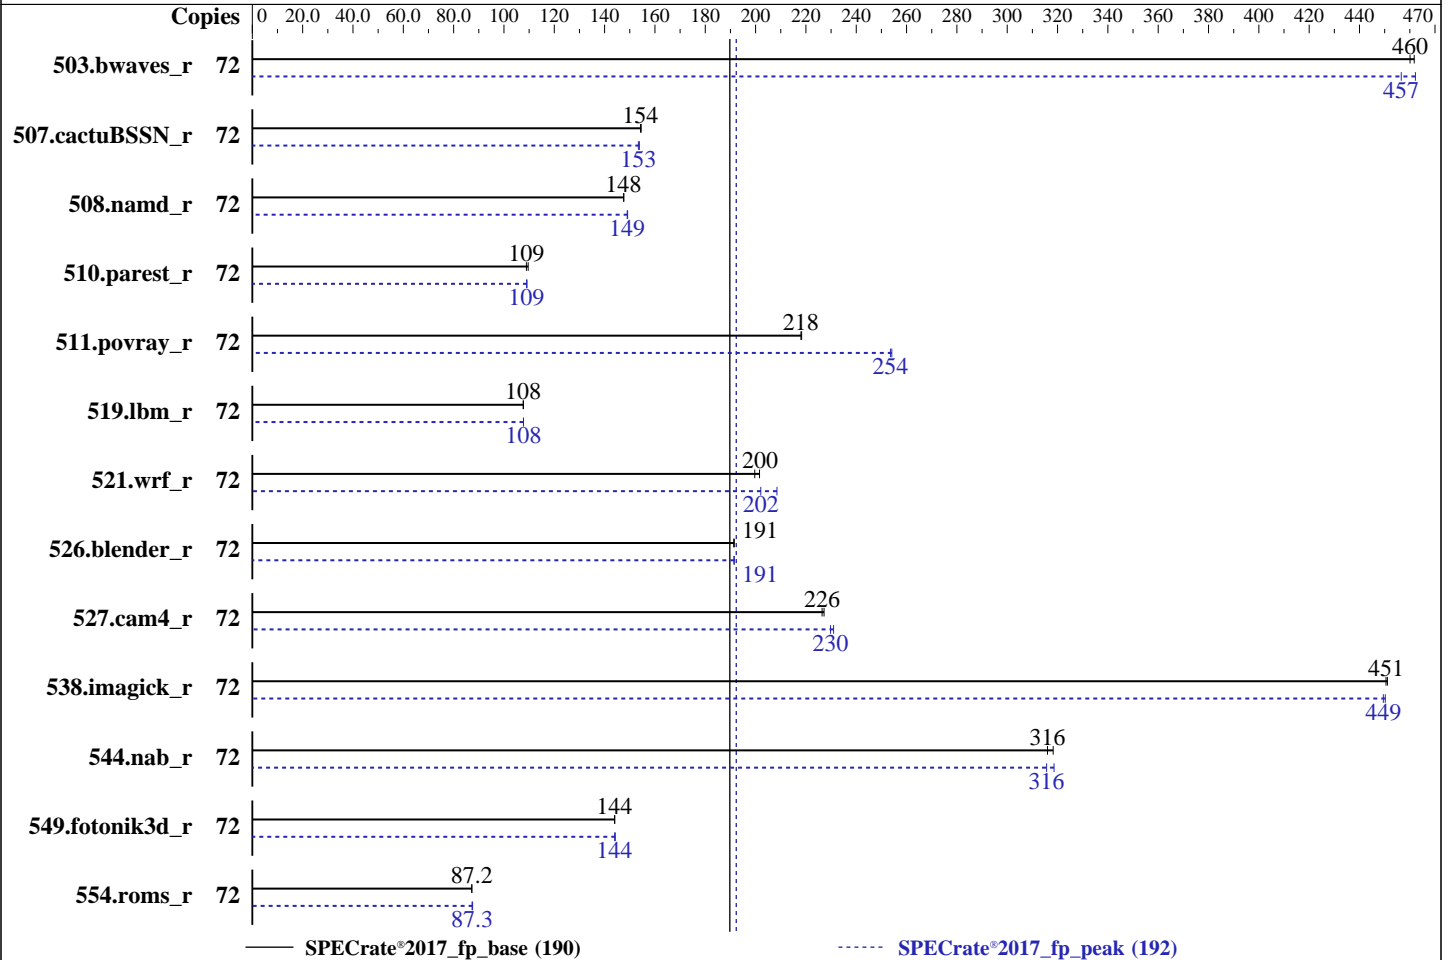 Copies 0 20.0 40.0 60.0 80.0 100 120 140 160 180 200 220 240 260 280 300 320 340 360 380 400 420 440 470
460
503.bwaves_r 72
457
154
507.cactuBSSN_r 72
153
148
508.namd_r 72
149
109
510.parest_r 72
109
218
511.povray_r 72
254
108
519.lbm_r 72
108
200
521.wrf_r 72
202
191
526.blender_r 72
191
226
527.cam4_r 72
230
451
538.imagick_r 72
449
316
544.nab_r 72
316
144
549.fotonik3d_r 72
144
87.2
554.roms_r 72
87.3
SPECrate®2017_fp_base (190) SPECrate®2017_fp_peak (192)